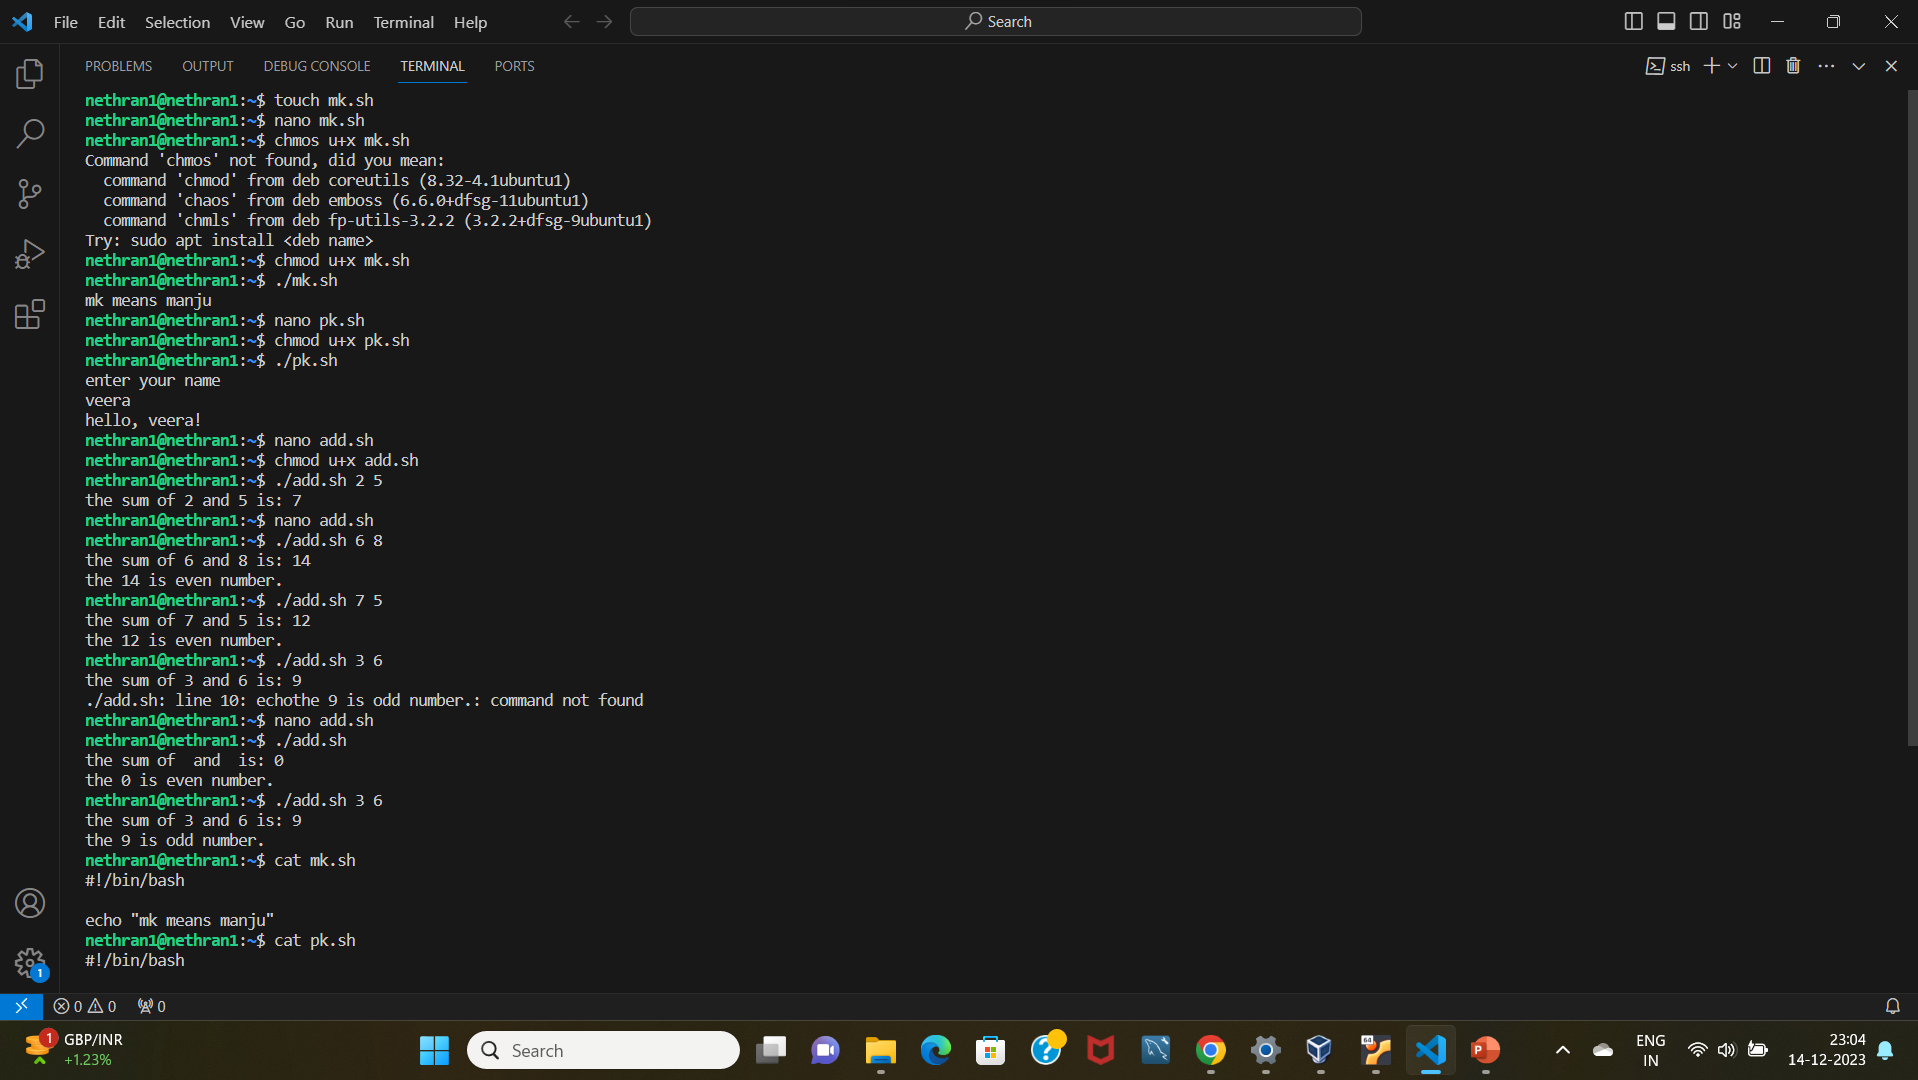 File Edit Selection View Go Run Terminal Help
Search
PROBLEMS OUTPUT DEBUG CONSOLE TERMINAL PORTS
ssh
nethran1@nethran1:~$ touch mk.sh
nethran1@nethran1:~$ nano mk.sh
nethran1@nethran1:~$ chmos u+x mk.sh
Command 'chmos' not found, did you mean:
  command 'chmod' from deb coreutils (8.32-4.1ubuntu1)
  command 'chaos' from deb emboss (6.6.0+dfsg-11ubuntu1)
  command 'chmls' from deb fp-utils-3.2.2 (3.2.2+dfsg-9ubuntu1)
Try: sudo apt install <deb name>
nethran1@nethran1:~$ chmod u+x mk.sh
nethran1@nethran1:~$ ./mk.sh
mk means manju
nethran1@nethran1:~$ nano pk.sh
nethran1@nethran1:~$ chmod u+x pk.sh
nethran1@nethran1:~$ ./pk.sh
enter your name
veera
hello, veera!
nethran1@nethran1:~$ nano add.sh
nethran1@nethran1:~$ chmod u+x add.sh
nethran1@nethran1:~$ ./add.sh 2 5
the sum of 2 and 5 is: 7
nethran1@nethran1:~$ nano add.sh
nethran1@nethran1:~$ ./add.sh 6 8
the sum of 6 and 8 is: 14
the 14 is even number.
nethran1@nethran1:~$ ./add.sh 7 5
the sum of 7 and 5 is: 12
the 12 is even number.
nethran1@nethran1:~$ ./add.sh 3 6
the sum of 3 and 6 is: 9
./add.sh: line 10: echothe 9 is odd number.: command not found
nethran1@nethran1:~$ nano add.sh
nethran1@nethran1:~$ ./add.sh
the sum of  and  is: 0
the 0 is even number.
nethran1@nethran1:~$ ./add.sh 3 6
the sum of 3 and 6 is: 9
the 9 is odd number.
nethran1@nethran1:~$ cat mk.sh
#!/bin/bash

echo "mk means manju"
nethran1@nethran1:~$ cat pk.sh
#!/bin/bash
1
0 0 0
1 GBP/INR
+1.23%
Search
64
ENG
IN
23:04
14-12-2023